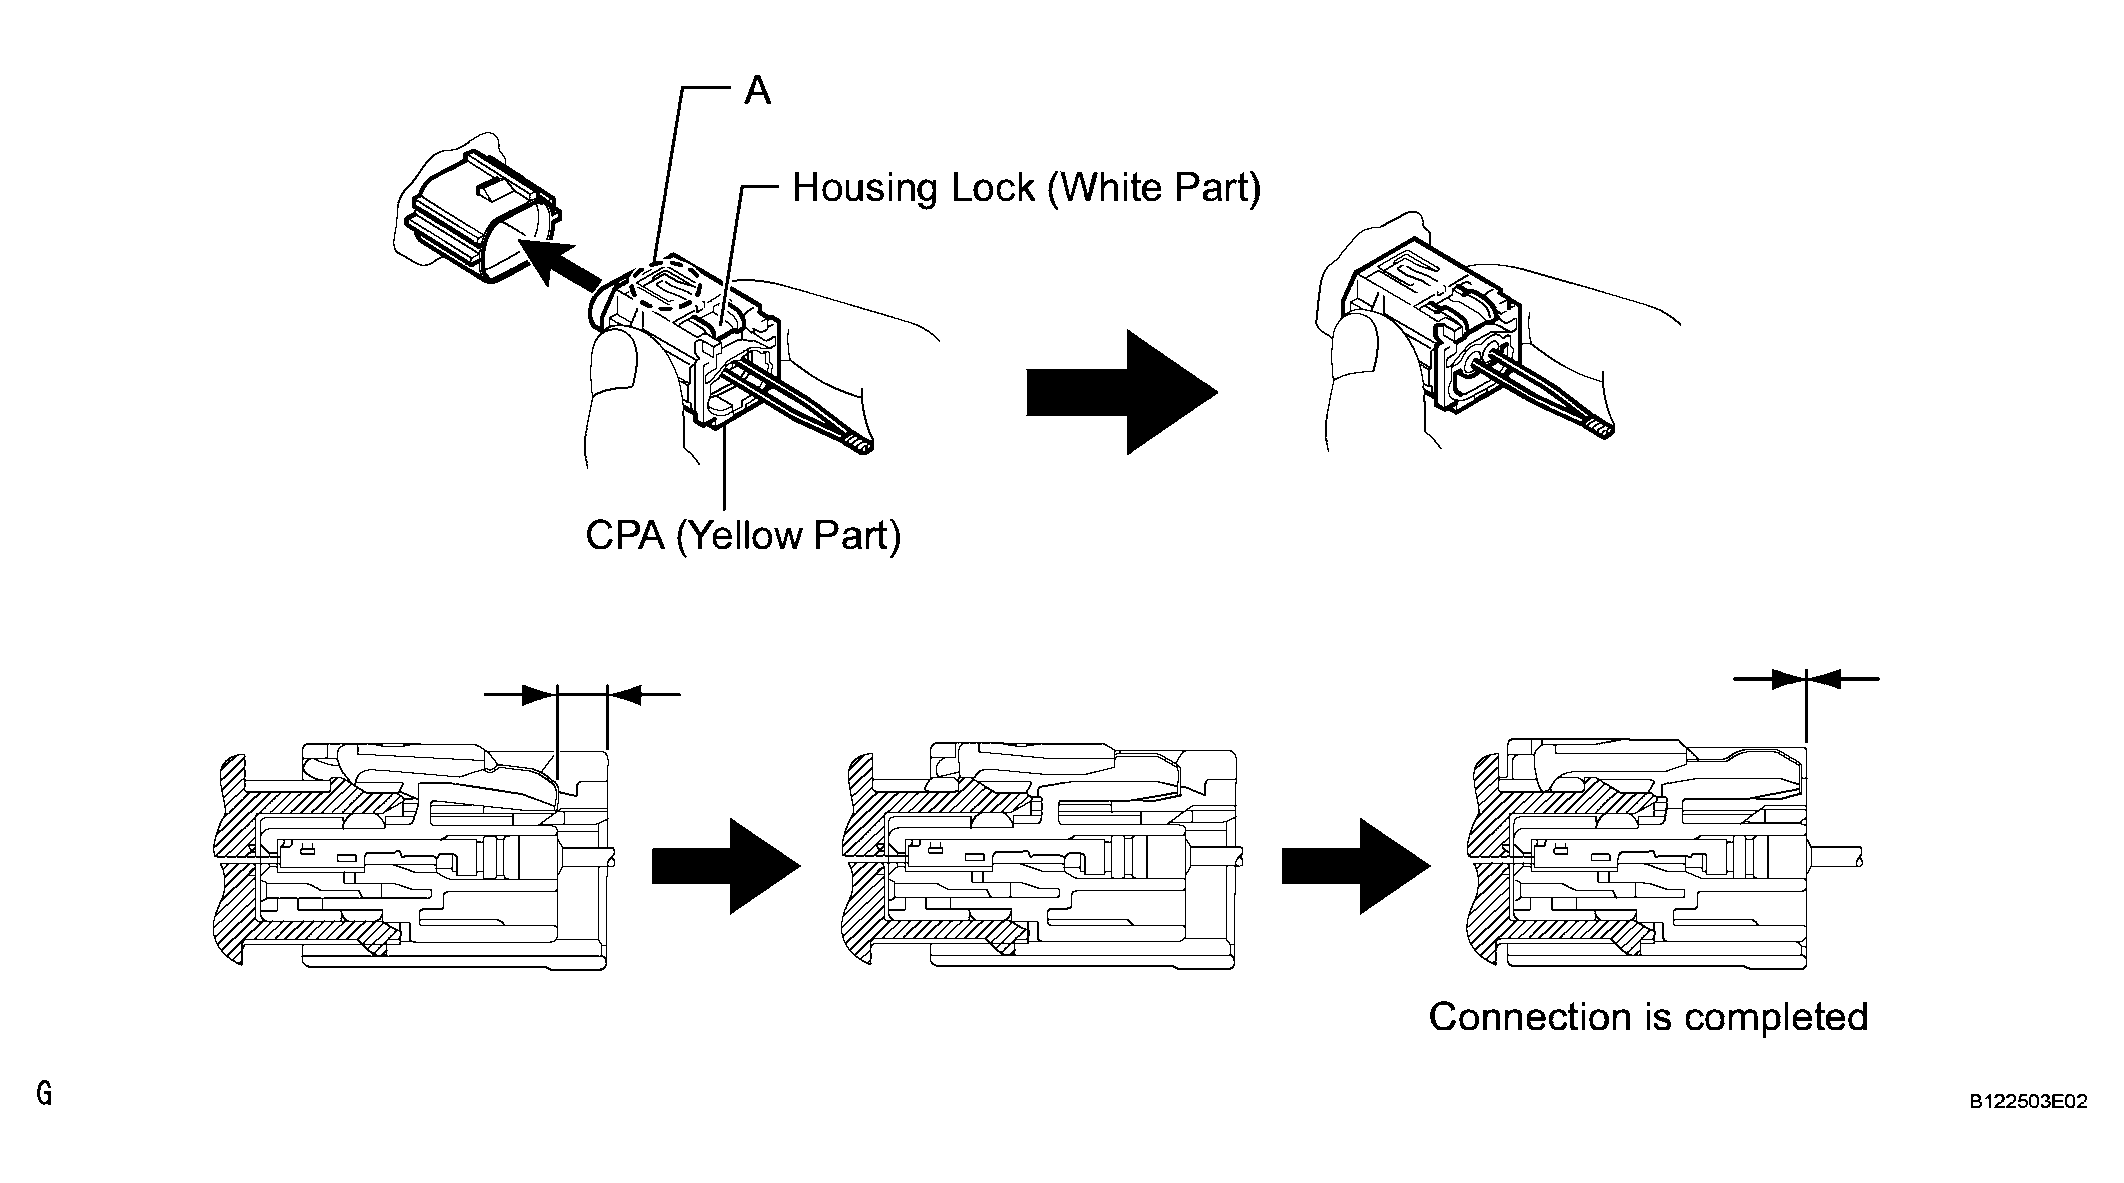 A
Housing Lock (White Part)
CPA (Yellow Part)
Connection is completed
G
B122503E02